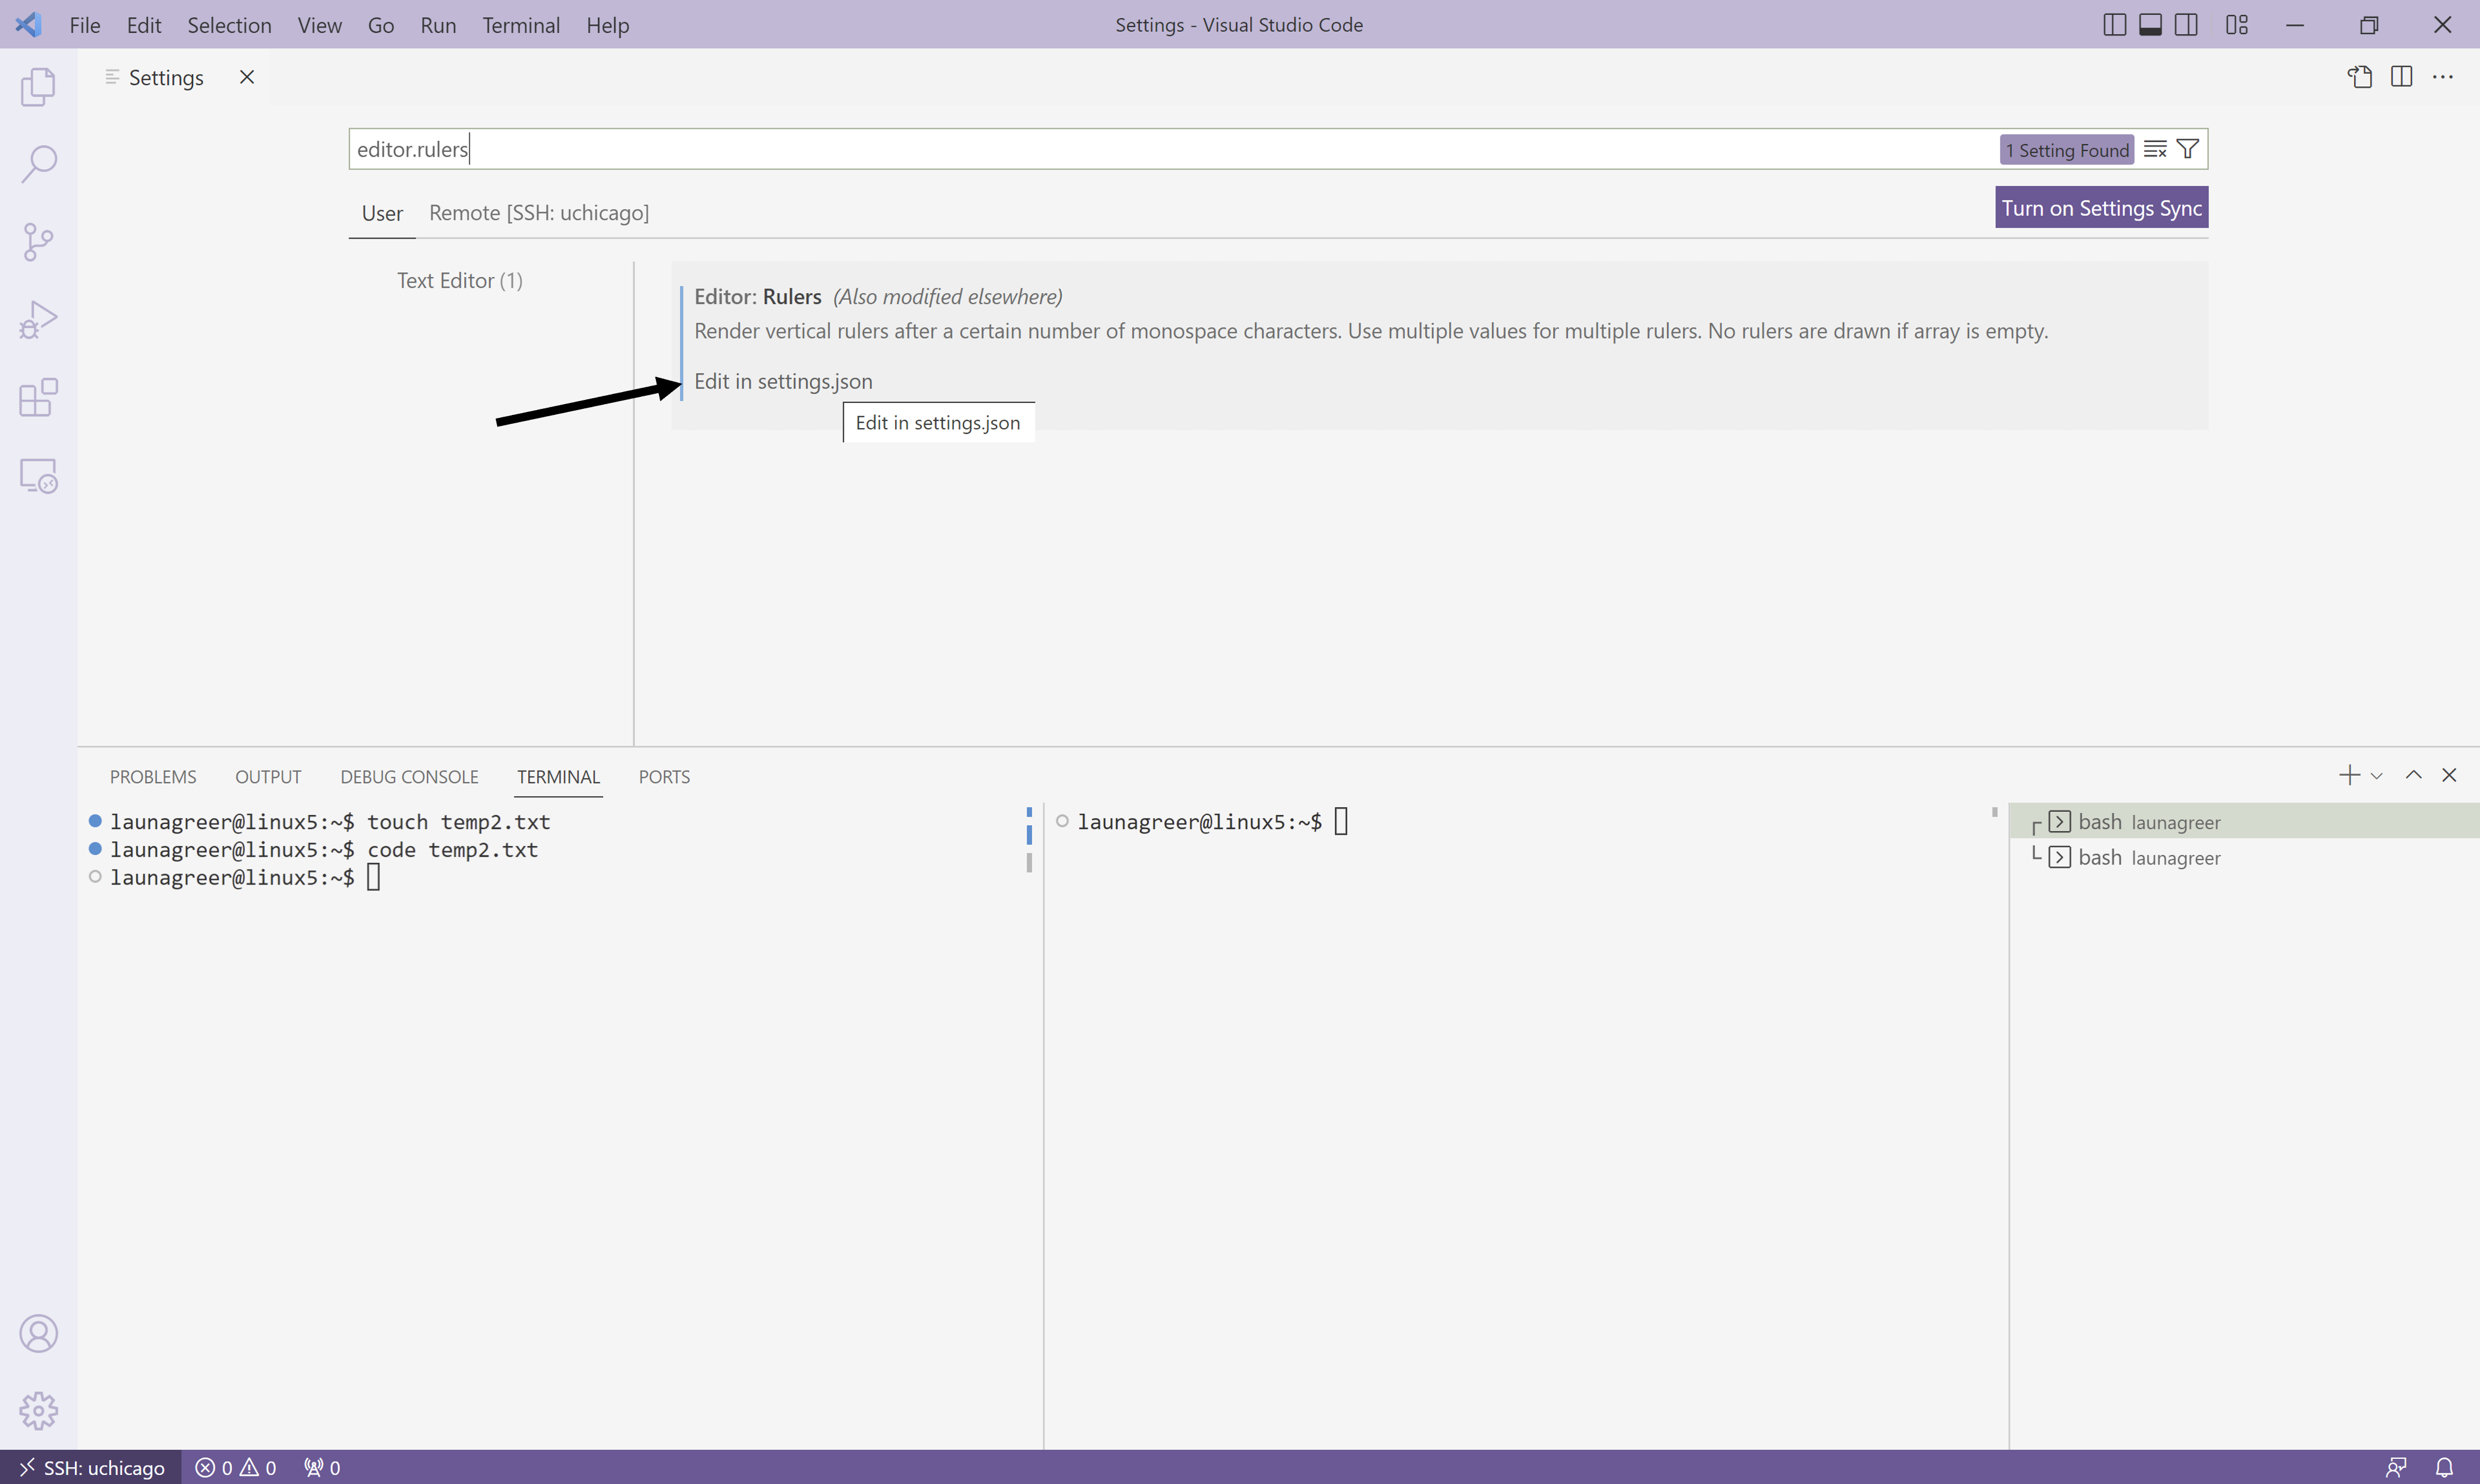 File Edit Selection View Go Run Terminal Help Settings - Visual Studio Code
Settings
editor.rulers 1 Setting Found
User Remote [SSH: uchicago] Turn on Settings Sync
Text Editor (1)
Editor: Rulers (Also modified elsewhere)
Render vertical rulers after a certain number of monospace characters. Use multiple values for multiple rulers. No rulers are drawn if array is empty.
Edit in settings.json
Edit in settings.json
PROBLEMS OUTPUT DEBUG CONSOLE TERMINAL PORTS
launagreer@linux5:~$ touch temp2.txt
launagreer@linux5:~$ code temp2.txt
launagreer@linux5:~$
launagreer@linux5:~$
bash launagreer
bash launagreer
SSH: uchicago 0 0 0